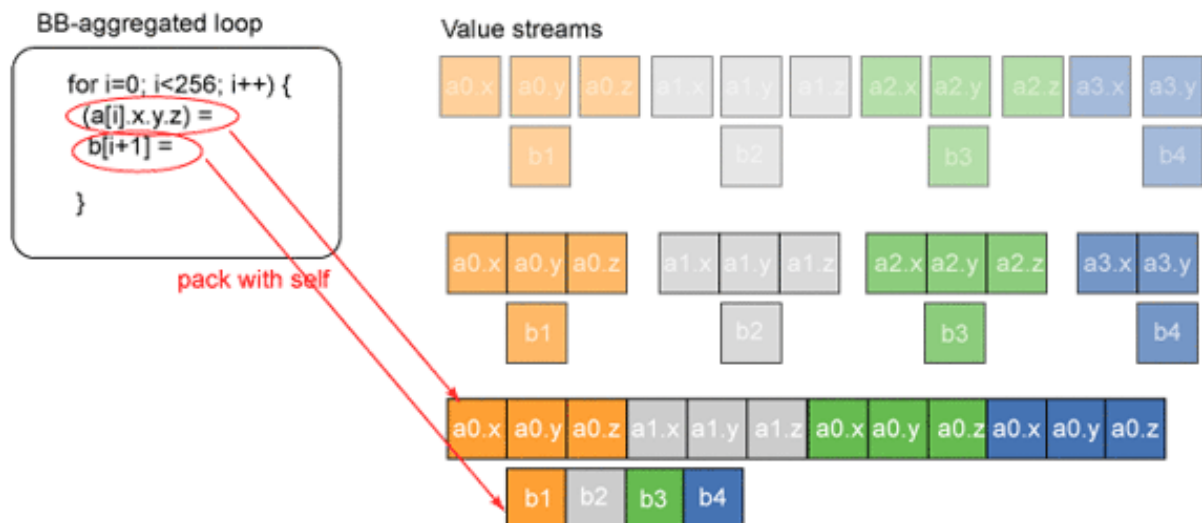 BB-aggregated loop
for i=0; i<256; i++) {
(a[i].x.y.z) =
b[i+1] =
}
pack with self
Value streams
a0.x a0.y a0.z a1.x a1.y a1.z a2.x a2.y a2.z a3.x a3.y
b1 b2 b3 b4
a0.x a0.y a0.z a1.x a1.y a1.z a2.x a2.y a2.z a3.x a3.y
b1 b2 b3 b4
a0.x a0.y a0.z a1.x a1.y a1.z a0.x a0.y a0.z a0.x a0.y a0.z
b1 b2 b3 b4